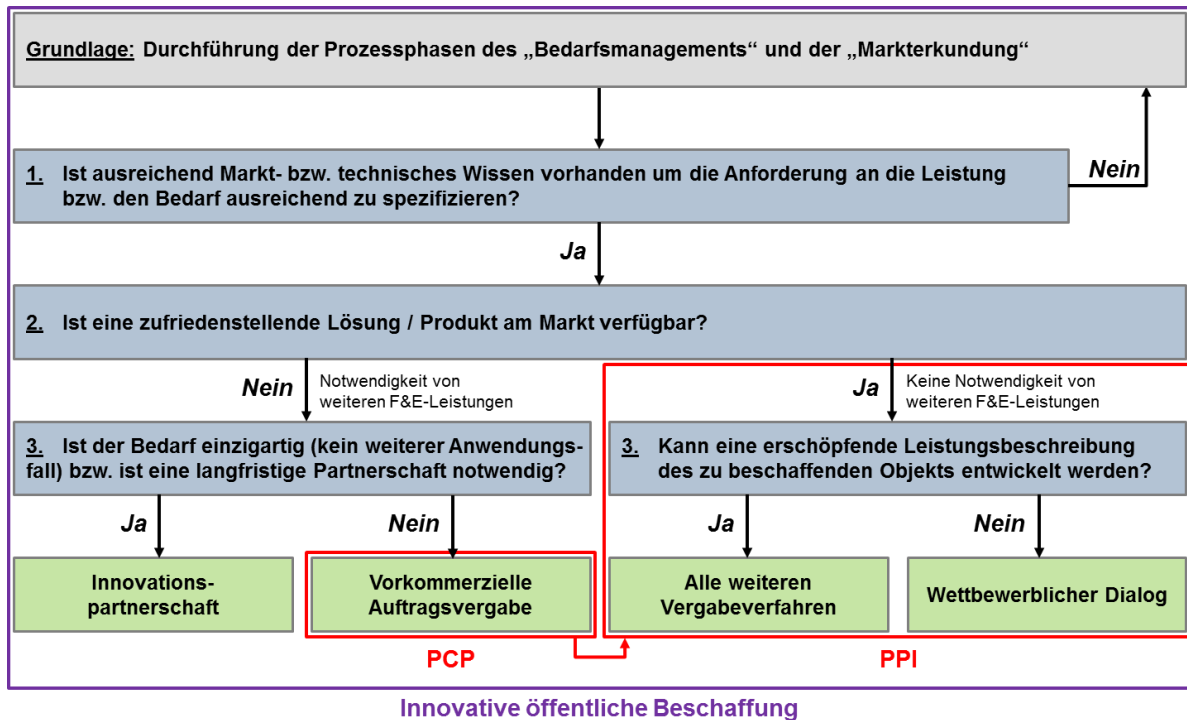 Grundlage: Durchführung der Prozessphasen des „Bedarfsmanagements“ und der „Markterkundung“
1. Ist ausreichend Markt- bzw. technisches Wissen vorhanden um die Anforderung an die Leistung
bzw. den Bedarf ausreichend zu spezifizieren?
Nein
Ja
2. Ist eine zufriedenstellende Lösung / Produkt am Markt verfügbar?
Nein
Notwendigkeit von
weiteren F&E-Leistungen
Ja
Keine Notwendigkeit von
weiteren F&E-Leistungen
3. Ist der Bedarf einzigartig (kein weiterer Anwendungs-
fall) bzw. ist eine langfristige Partnerschaft notwendig?
3. Kann eine erschöpfende Leistungsbeschreibung
des zu beschaffenden Objekts entwickelt werden?
Ja
Nein
Ja
Nein
Innovations-
partnerschaft
Vorkommerzielle
Auftragsvergabe
Alle weiteren
Vergabeverfahren
Wettbewerblicher Dialog
PCP
PPI
Innovative öffentliche Beschaffung